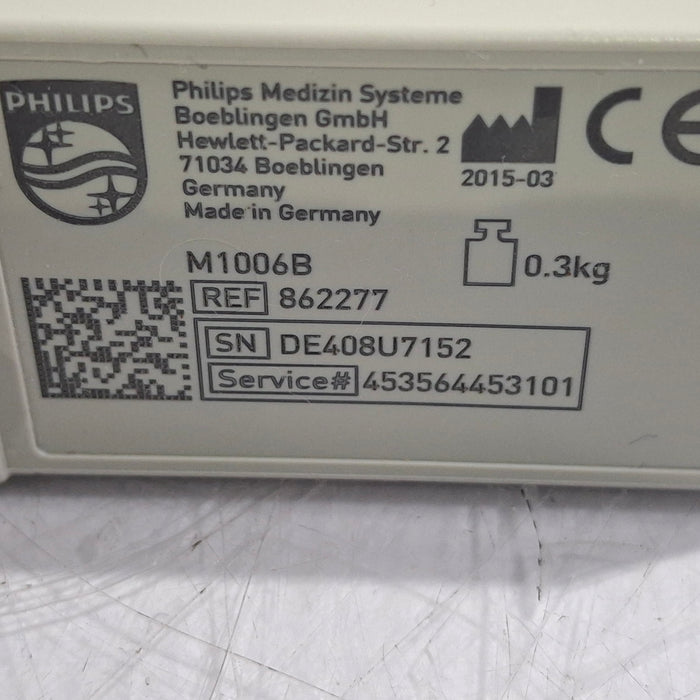 PHILIPS
Philips Medizin Systeme
Boeblingen GmbH
Hewlett-Packard-Str. 2
71034 Boeblingen
Germany
Made in Germany
2015-03
CE
M1006B
0.3kg
REF 862277
SN DE408U7152
Service# 453564453101